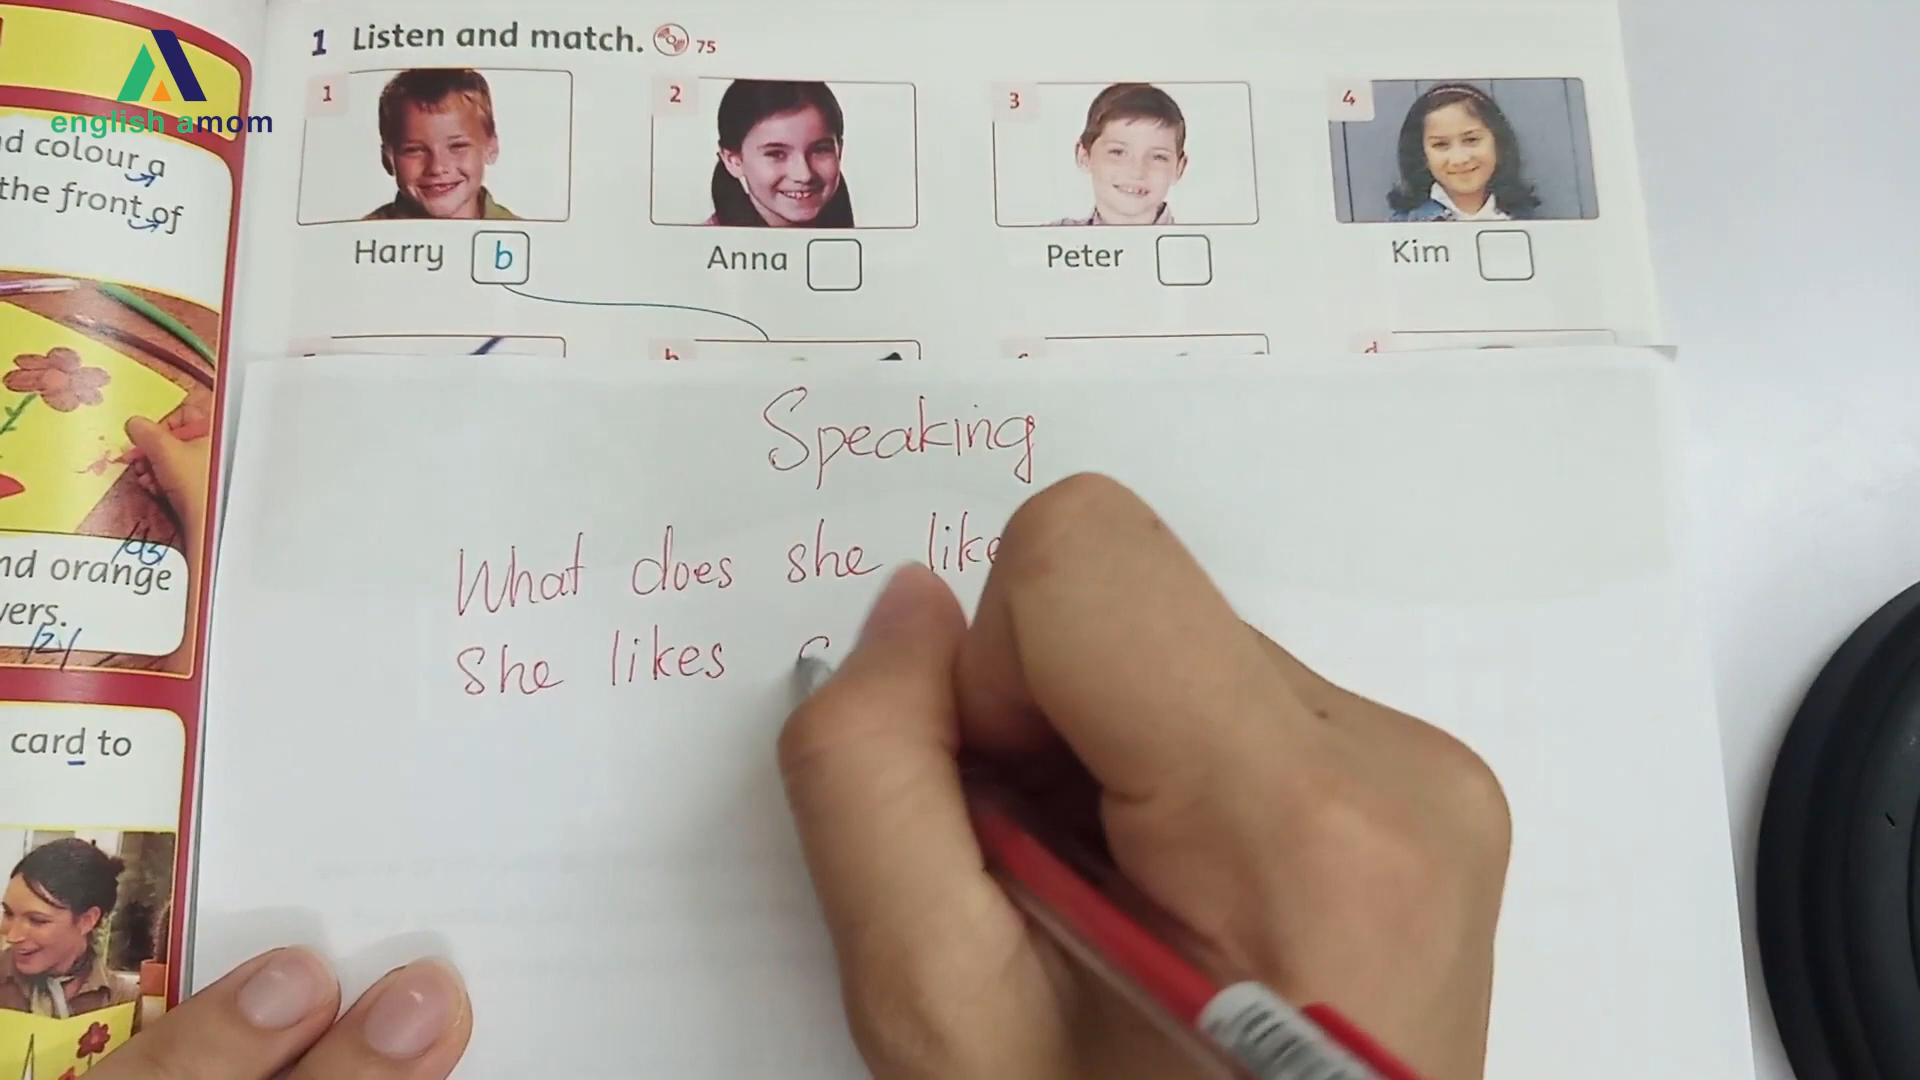 english amom
1 Listen and match. 75
1
2
3
4
Harry b
Anna
Peter
Kim
d colour a
the front of
nd orange
/dʒ/
vers.
/z/
card to
b
c
d
Speaking
What does she like
She likes